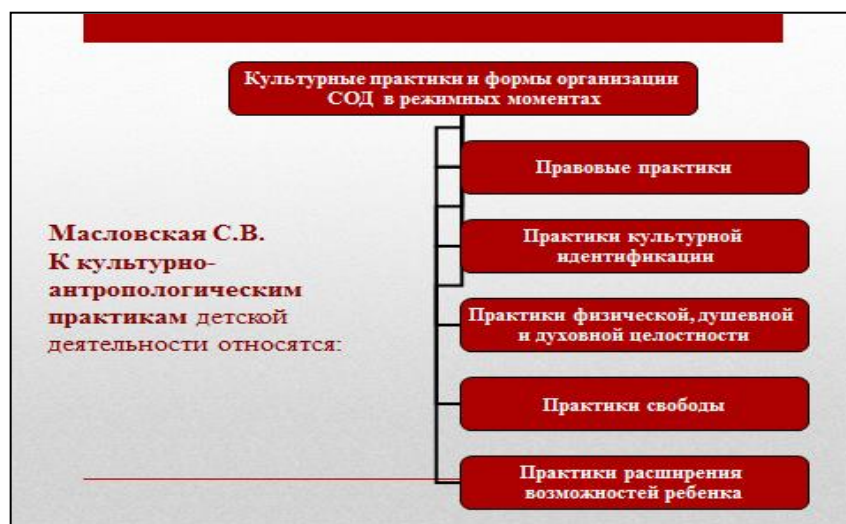 Культурные практики и формы организации
СОД в режимных моментах
Масловская С.В.
К культурно-
антропологическим
практикам детской
деятельности относятся:
Правовые практики
Практики культурной
идентификации
Практики физической, душевной
и духовной целостности
Практики свободы
Практики расширения
возможностей ребенка